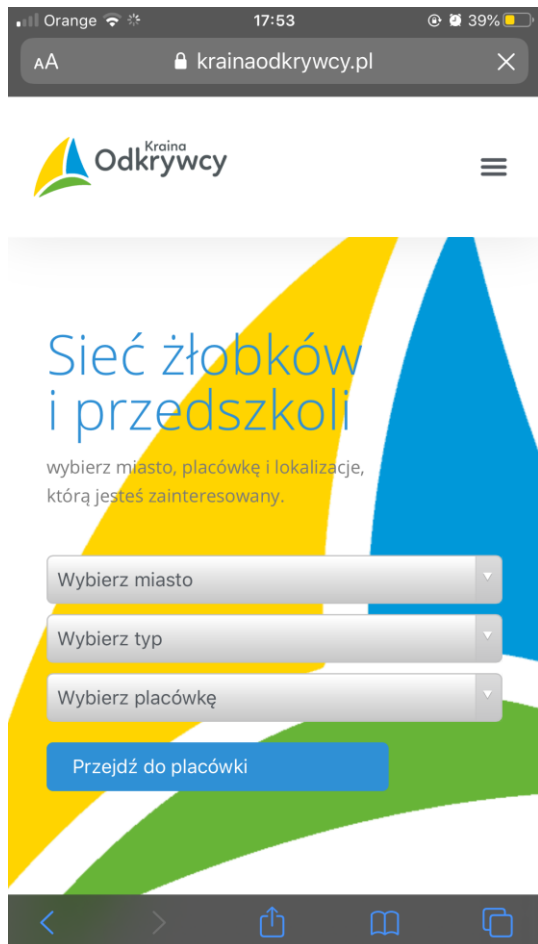 Orange 17:53 39%
AA krainaodkrywcy.pl
Kraina
Odkrywcy
Sieć żłobków
i przedszkoli
wybierz miasto, placówkę i lokalizacje,
którą jesteś zainteresowany.
Wybierz miasto
Wybierz typ
Wybierz placówkę
Przejdź do placówki